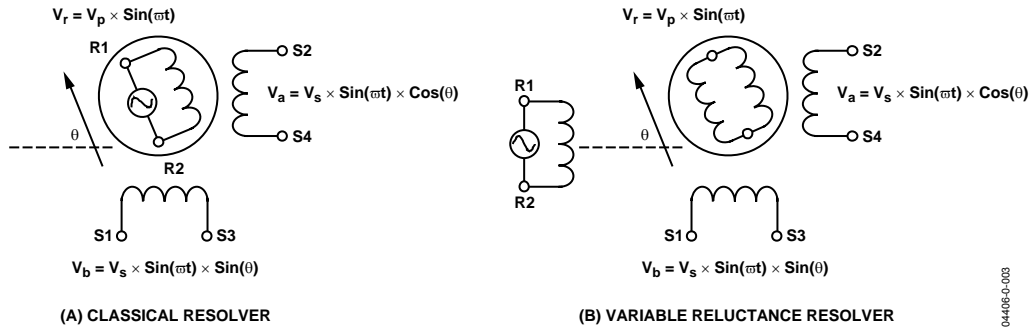 Vr = Vp × Sin(ϖt)
R1
S2
Va = Vs × Sin(ϖt) × Cos(θ)
θ
S4
R2
S1
S3
Vb = Vs × Sin(ϖt) × Sin(θ)
(A) CLASSICAL RESOLVER
Vr = Vp × Sin(ϖt)
S2
R1
Va = Vs × Sin(ϖt) × Cos(θ)
θ
S4
R2
S1
S3
Vb = Vs × Sin(ϖt) × Sin(θ)
(B) VARIABLE RELUCTANCE RESOLVER
04406-0-003